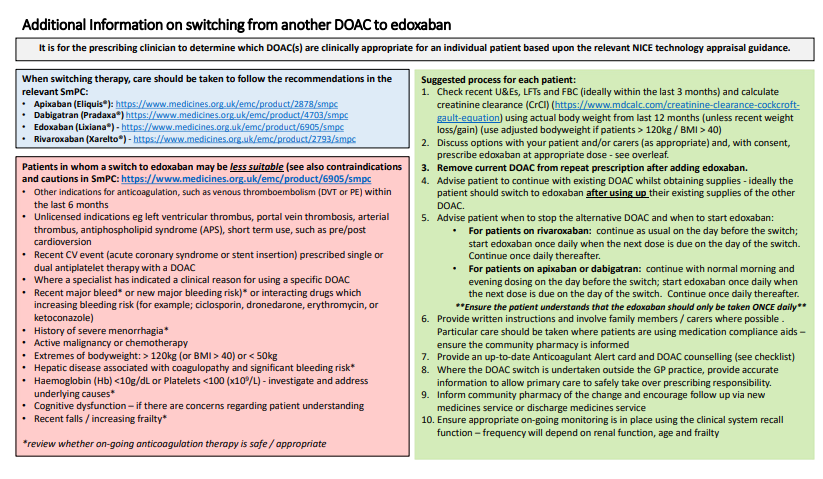 Additional Information on switching from another DOAC to edoxaban
It is for the prescribing clinician to determine which DOAC(s) are clinically appropriate for an individual patient based upon the relevant NICE technology appraisal guidance.
When switching therapy, care should be taken to follow the recommendations in the
relevant SmPC:
• Apixaban (Eliquis®): https://www.medicines.org.uk/emc/product/2878/smpc
• Dabigatran (Pradaxa®) https://www.medicines.org.uk/emc/product/4703/smpc
• Edoxaban (Lixiana®) - https://www.medicines.org.uk/emc/product/6905/smpc
• Rivaroxaban (Xarelto®) - https://www.medicines.org.uk/emc/product/2793/smpc
Patients in whom a switch to edoxaban may be less suitable (see also contraindications
and cautions in SmPC: https://www.medicines.org.uk/emc/product/6905/smpc
• Other indications for anticoagulation, such as venous thromboembolism (DVT or PE) within
the last 6 months
• Unlicensed indications eg left ventricular thrombus, portal vein thrombosis, arterial
thrombus, antiphospholipid syndrome (APS), short term use, such as pre/post
cardioversion
• Recent CV event (acute coronary syndrome or stent insertion) prescribed single or
dual antiplatelet therapy with a DOAC
• Where a specialist has indicated a clinical reason for using a specific DOAC
• Recent major bleed* or new major bleeding risk)* or interacting drugs which
increasing bleeding risk (for example; ciclosporin, dronedarone, erythromycin, or
ketoconazole)
• History of severe menorrhagia*
• Active malignancy or chemotherapy
• Extremes of bodyweight: > 120kg (or BMI > 40) or < 50kg
• Hepatic disease associated with coagulopathy and significant bleeding risk*
• Haemoglobin (Hb) <10g/dL or Platelets <100 (x10⁹/L) - investigate and address
underlying causes*
• Cognitive dysfunction – if there are concerns regarding patient understanding
• Recent falls / increasing frailty*
*review whether on-going anticoagulation therapy is safe / appropriate
Suggested process for each patient:
1. Check recent U&Es, LFTs and FBC (ideally within the last 3 months) and calculate
creatinine clearance (CrCl) (https://www.mdcalc.com/creatinine-clearance-cockcroft-
gault-equation) using actual body weight from last 12 months (unless recent weight
loss/gain) (use adjusted bodyweight if patients > 120kg / BMI > 40)
2. Discuss options with your patient and/or carers (as appropriate) and, with consent,
prescribe edoxaban at appropriate dose - see overleaf.
3. Remove current DOAC from repeat prescription after adding edoxaban.
4. Advise patient to continue with existing DOAC whilst obtaining supplies - ideally the
patient should switch to edoxaban after using up their existing supplies of the other
DOAC.
5. Advise patient when to stop the alternative DOAC and when to start edoxaban:
• For patients on rivaroxaban: continue as usual on the day before the switch;
start edoxaban once daily when the next dose is due on the day of the switch.
Continue once daily thereafter.
• For patients on apixaban or dabigatran: continue with normal morning and
evening dosing on the day before the switch; start edoxaban once daily when
the next dose is due on the day of the switch. Continue once daily thereafter.
**Ensure the patient understands that the edoxaban should only be taken ONCE daily**
6. Provide written instructions and involve family members / carers where possible .
Particular care should be taken where patients are using medication compliance aids –
ensure the community pharmacy is informed
7. Provide an up-to-date Anticoagulant Alert card and DOAC counselling (see checklist)
8. Where the DOAC switch is undertaken outside the GP practice, provide accurate
information to allow primary care to safely take over prescribing responsibility.
9. Inform community pharmacy of the change and encourage follow up via new
medicines service or discharge medicines service
10. Ensure appropriate on-going monitoring is in place using the clinical system recall
function – frequency will depend on renal function, age and frailty